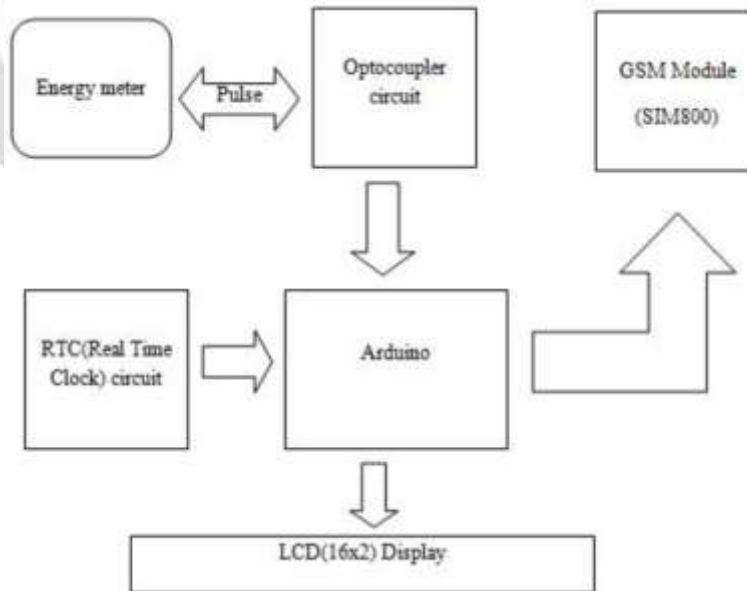 Energy meter
Pulse
Optocoupler
circuit
GSM Module
(SIM800)
RTC(Real Time
Clock) circuit
Arduino
LCD(16x2) Display